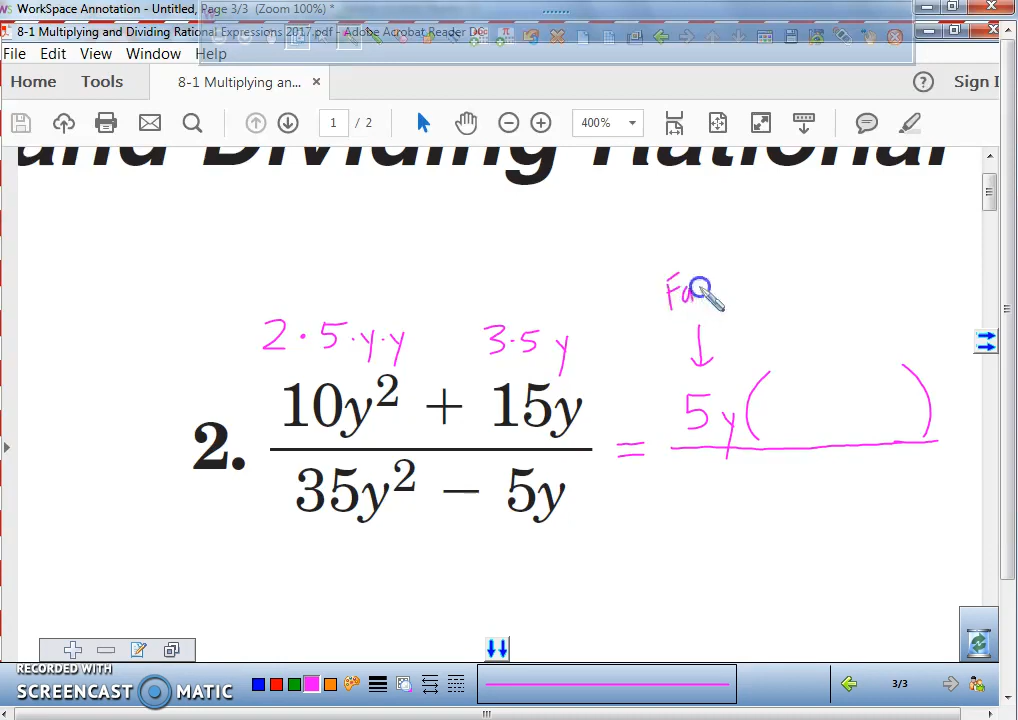 WorkSpace Annotation - Untitled, Page 3/3 (Zoom 100%) *
8-1 Multiplying and Dividing Rational Expressions 2017.pdf - Adobe Acrobat Reader DC
File Edit View Window Help
Home Tools 8-1 Multiplying an... × Sign I
1 / 2 400%
and Dividing Rational
Fa
2 · 5 · y · y 3 · 5 y
2. 10y² + 15y = 5y( )
35y² − 5y
RECORDED WITH
SCREENCAST MATIC
3/3